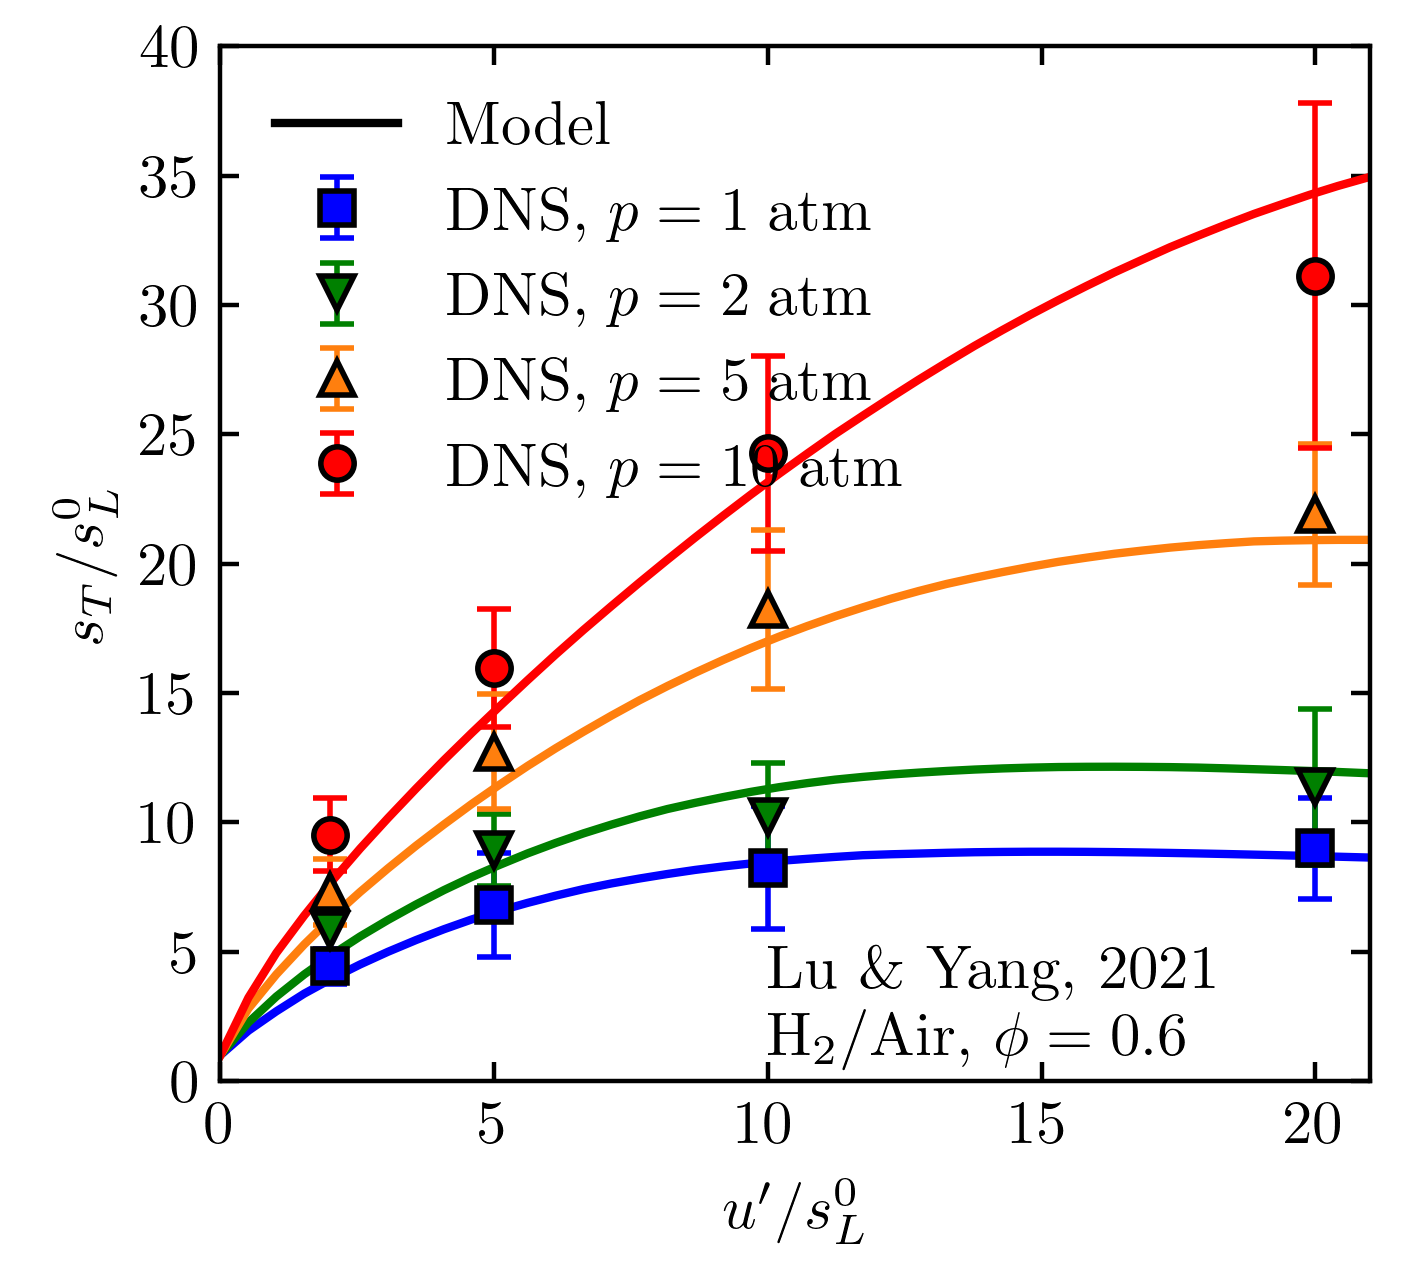 40
35
30
25
20
15
10
5
0
s_T/s_L^0
Model
DNS, p = 1 atm
DNS, p = 2 atm
DNS, p = 5 atm
DNS, p = 10 atm
Lu & Yang, 2021
H₂/Air, ϕ = 0.6
0 5 10 15 20
u′/s_L^0